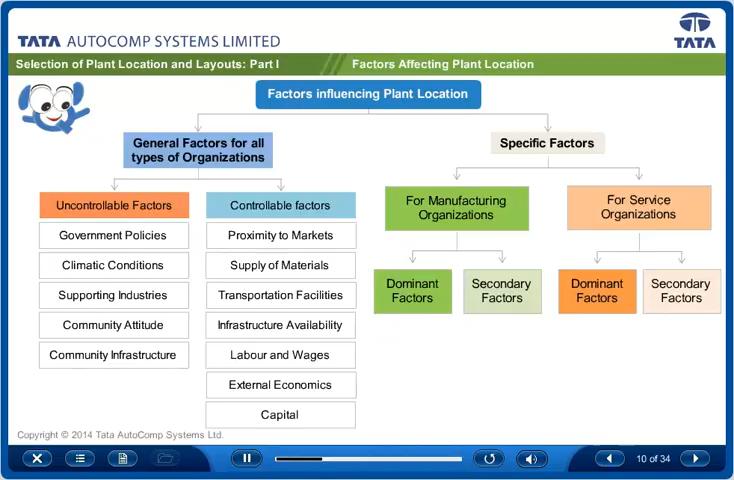 TATA AUTOCOMP SYSTEMS LIMITED
TATA
Selection of Plant Location and Layouts: Part I
Factors Affecting Plant Location
Factors influencing Plant Location
General Factors for all
types of Organizations
Uncontrollable Factors
Government Policies
Climatic Conditions
Supporting Industries
Community Attitude
Community Infrastructure
Controllable factors
Proximity to Markets
Supply of Materials
Transportation Facilities
Infrastructure Availability
Labour and Wages
External Economics
Capital
Specific Factors
For Manufacturing
Organizations
Dominant
Factors
Secondary
Factors
For Service
Organizations
Dominant
Factors
Secondary
Factors
Copyright © 2014 Tata AutoComp Systems Ltd.
10 of 34